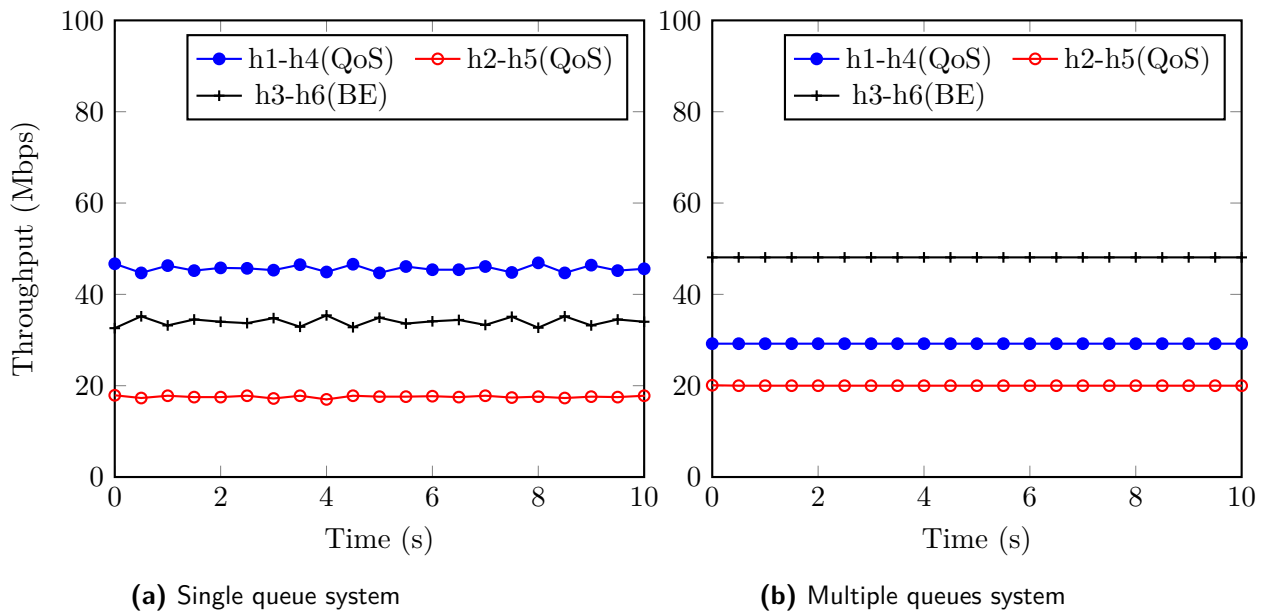 Throughput (Mbps)
100
80
60
40
20
0
h1-h4(QoS) h2-h5(QoS)
h3-h6(BE)
0 2 4 6 8 10
Time (s)
(a) Single queue system
100
80
60
40
20
0
h1-h4(QoS) h2-h5(QoS)
h3-h6(BE)
0 2 4 6 8 10
Time (s)
(b) Multiple queues system